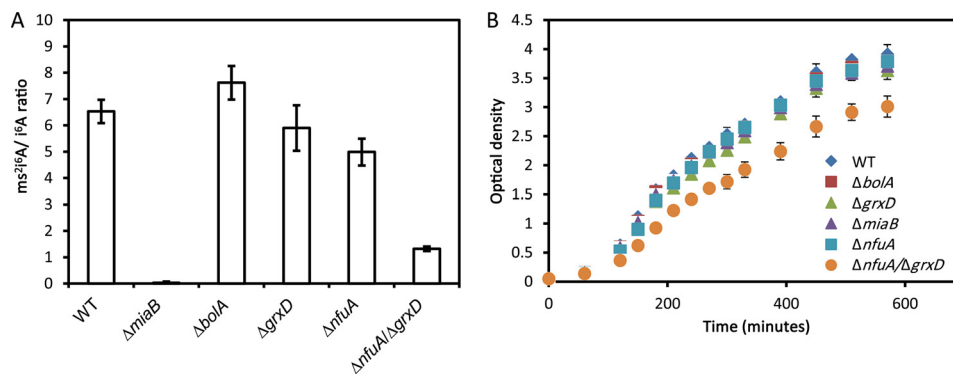 A
ms²i⁶A/ i⁶A ratio
10
9
8
7
6
5
4
3
2
1
0
WT
ΔmiaB
ΔbolA
ΔgrxD
ΔnfuA
ΔnfuA/ΔgrxD
B
Optical density
4.5
4
3.5
3
2.5
2
1.5
1
0.5
0
0
200
400
600
Time (minutes)
WT
ΔbolA
ΔgrxD
ΔmiaB
ΔnfuA
ΔnfuA/ΔgrxD